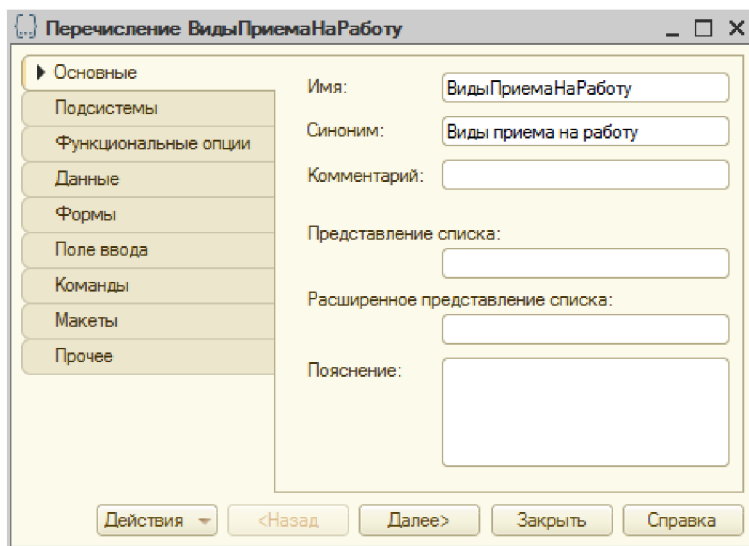 Перечисление ВидыПриемаНаРаботу
Основные
Подсистемы
Функциональные опции
Данные
Формы
Поле ввода
Команды
Макеты
Прочее
Имя: ВидыПриемаНаРаботу
Синоним: Виды приема на работу
Комментарий:
Представление списка:
Расширенное представление списка:
Пояснение:
Действия <Назад Далее> Закрыть Справка